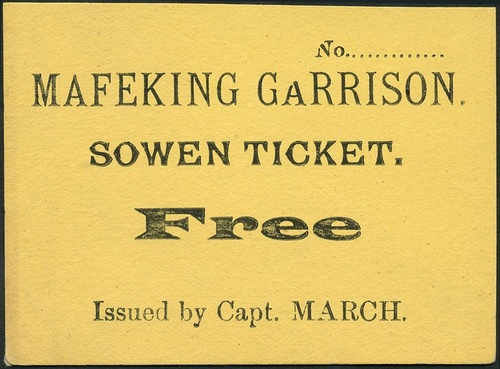 No.............
MAFEKING GARRISON.
SOWEN TICKET.
Free
Issued by Capt. MARCH.